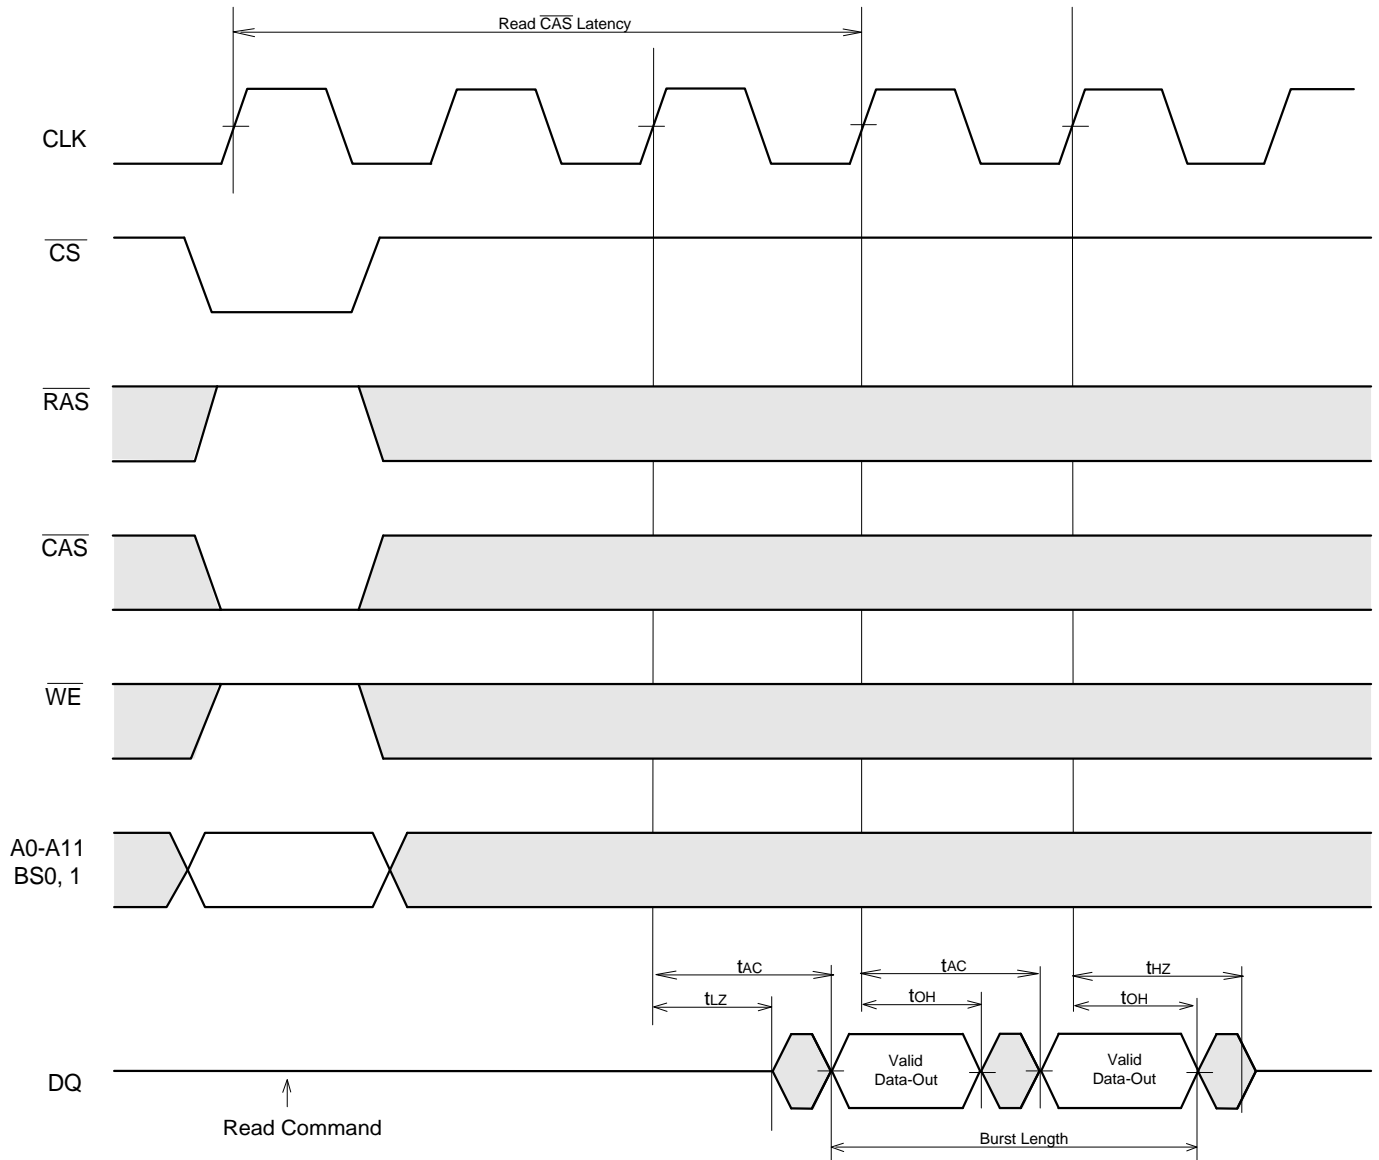 Read CAS Latency
CLK
CS
RAS
CAS
WE
A0-A11
BS0, 1
tAC
tAC
tHZ
tLZ
tOH
tOH
Valid
Data-Out
Valid
Data-Out
DQ
Read Command
Burst Length